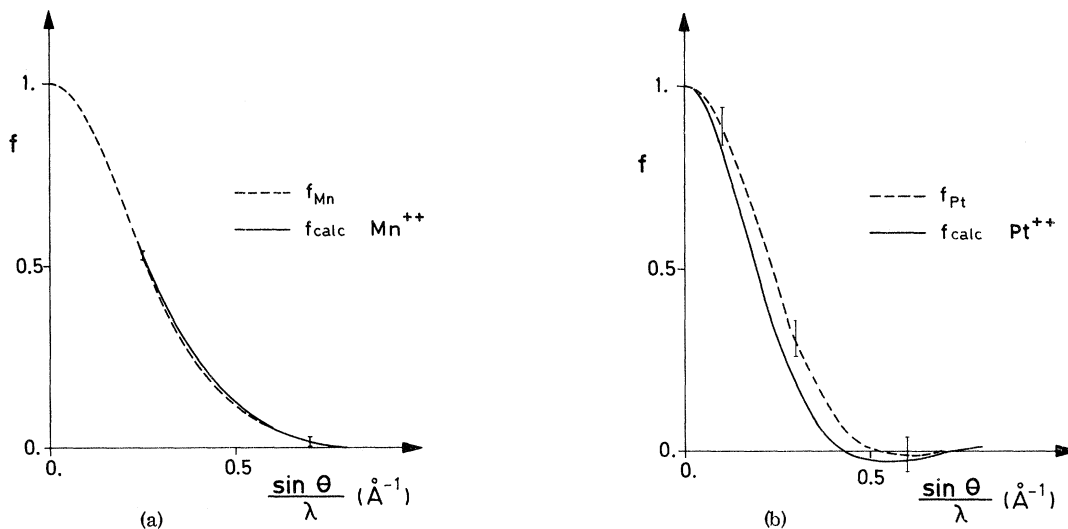 1.
f
0.5
0.
0.
0.5
sin θ
λ
(Å⁻¹)
f_Mn
f_calc Mn⁺⁺
(a)
1.
f
0.5
0.
0.
0.5
sin θ
λ
(Å⁻¹)
f_Pt
f_calc Pt⁺⁺
(b)